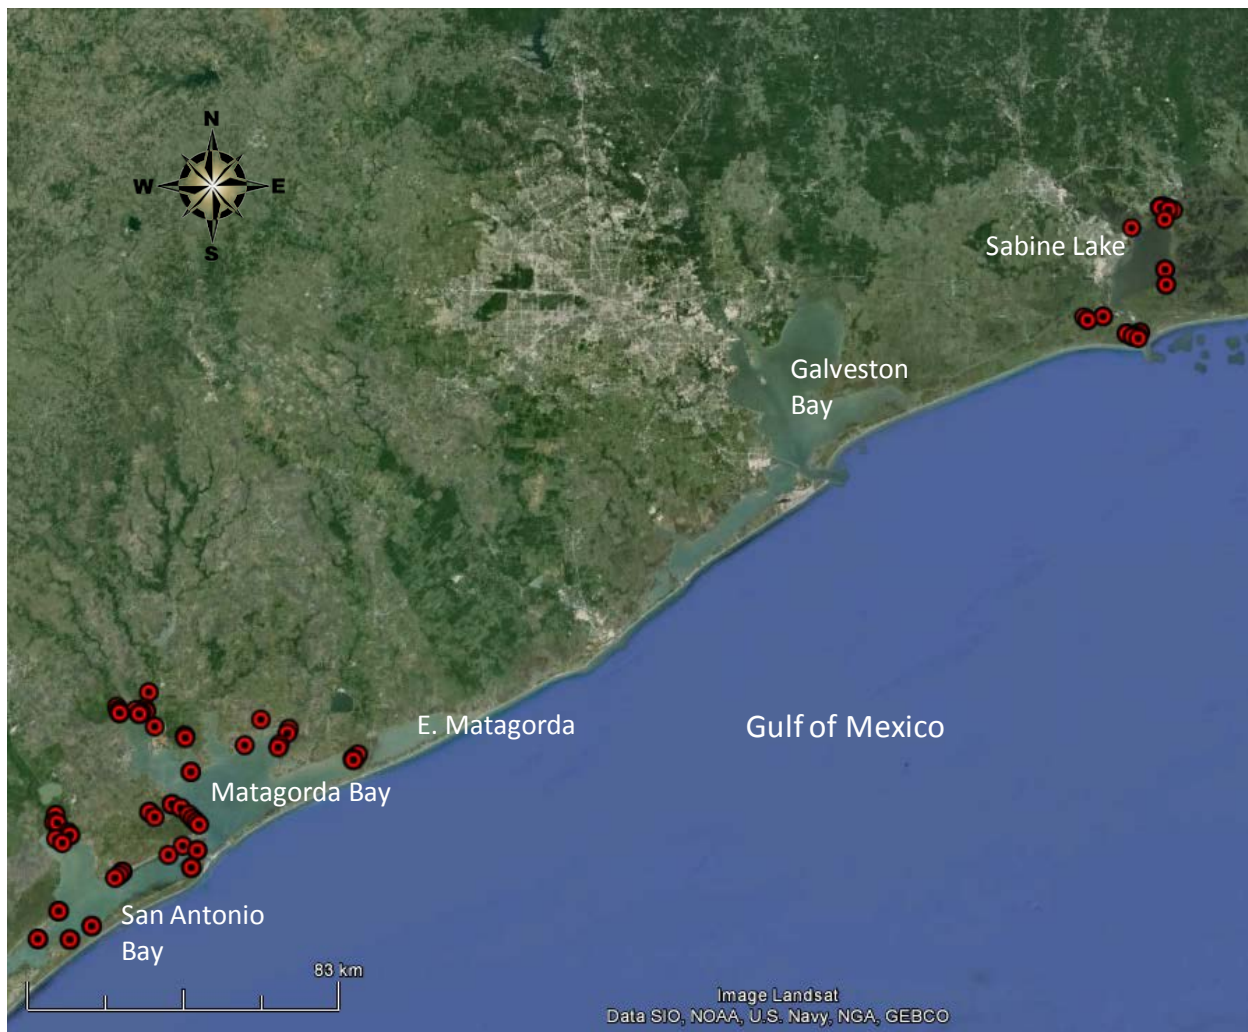 N
W
E
S
Sabine Lake
Galveston
Bay
E. Matagorda
Gulf of Mexico
Matagorda Bay
San Antonio
Bay
83 km
Image Landsat
Data SIO, NOAA, U.S. Navy, NGA, GEBCO